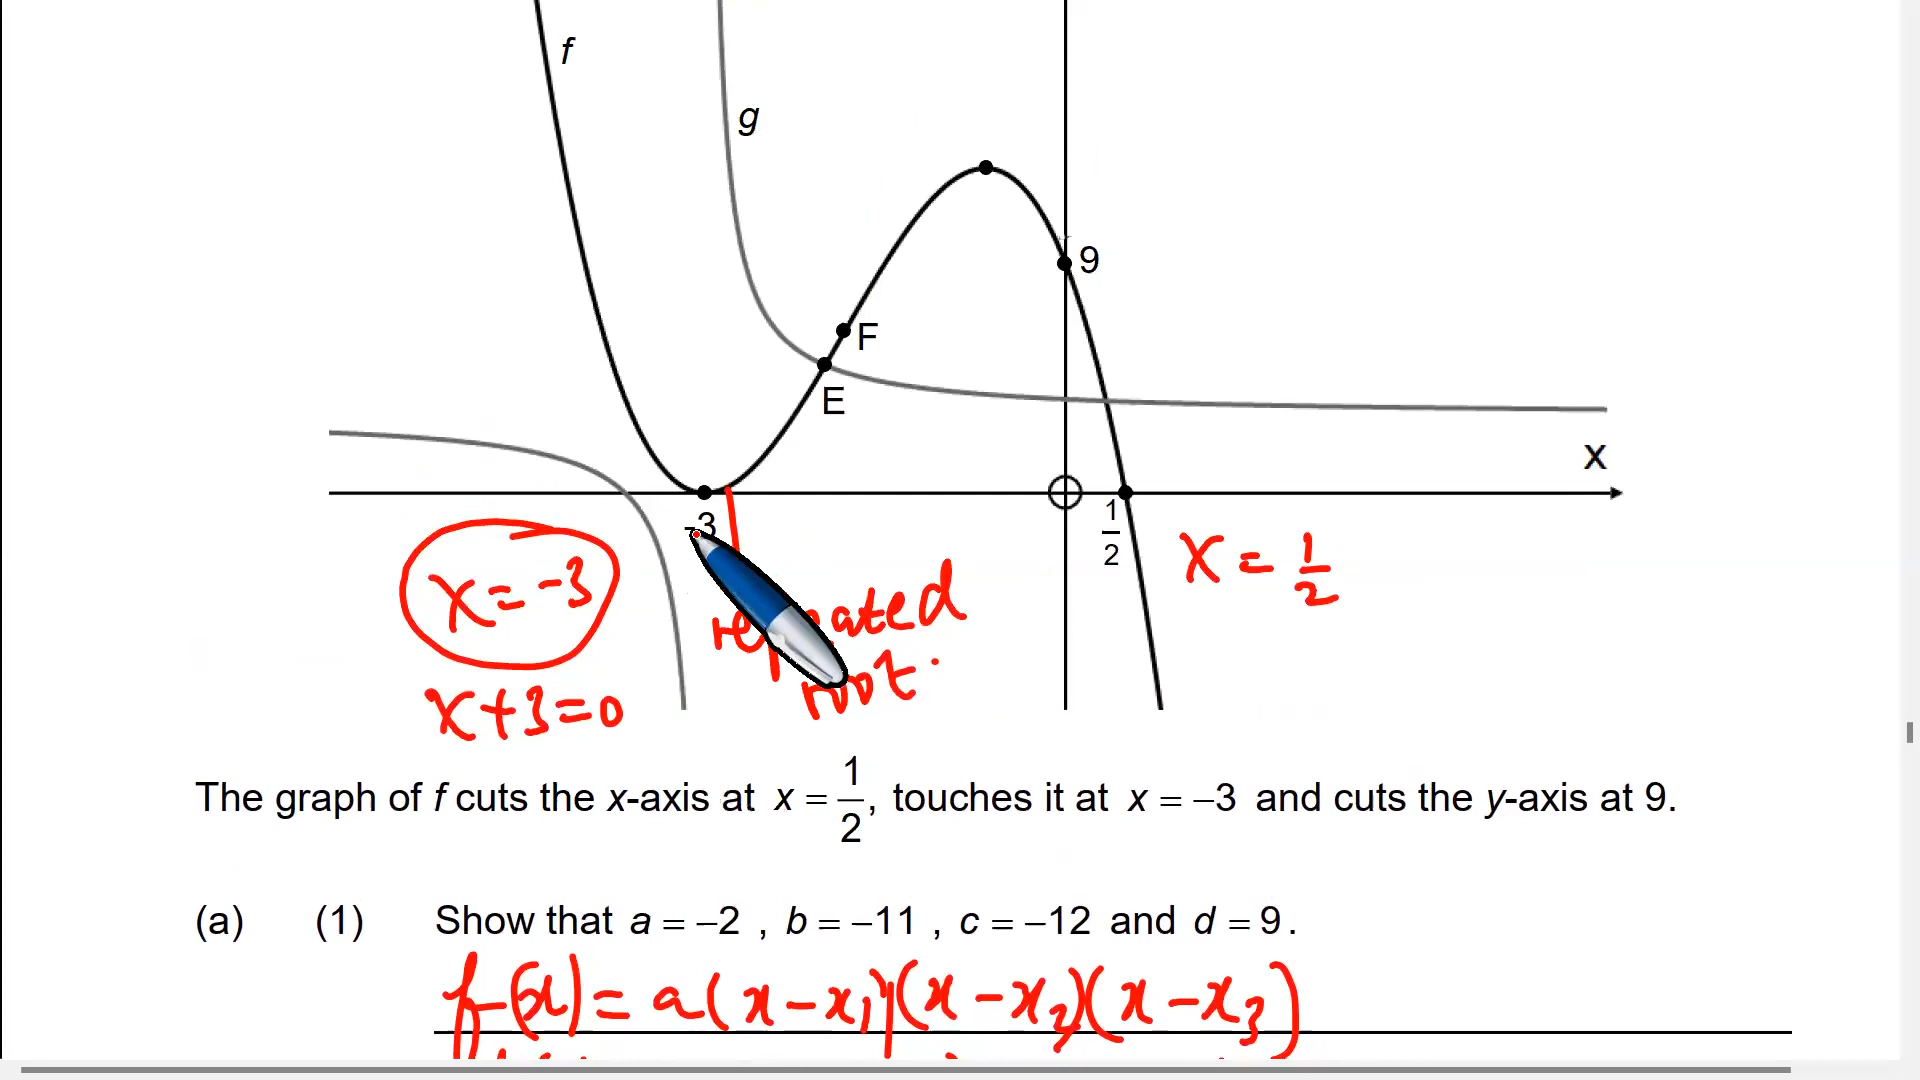 f
g
9
F
E
x
-3
1
2
x = -3
x = 1/2
repeated
root.
x+3=0
The graph of f cuts the x-axis at x = 1/2, touches it at x = –3 and cuts the y-axis at 9.
(a) (1) Show that a = –2 , b = –11 , c = –12 and d = 9.
f(x) = a(x - x₁)(x - x₂)(x - x₃)